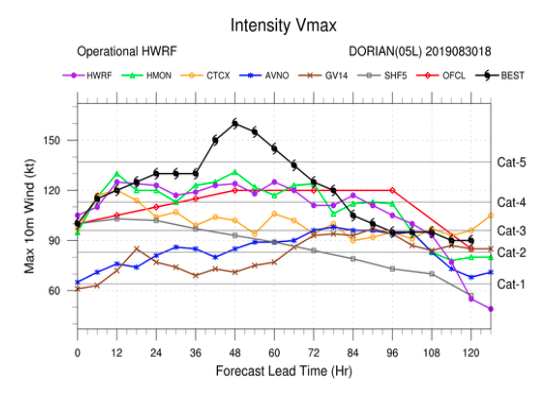 Intensity Vmax
Operational HWRF DORIAN(05L) 2019083018
HWRF HMON CTCX AVNO GV14 SHF5 OFCL BEST
Max 10m Wind (kt)
150
120
90
60
Cat-5
Cat-4
Cat-3
Cat-2
Cat-1
0 12 24 36 48 60 72 84 96 108 120
Forecast Lead Time (Hr)